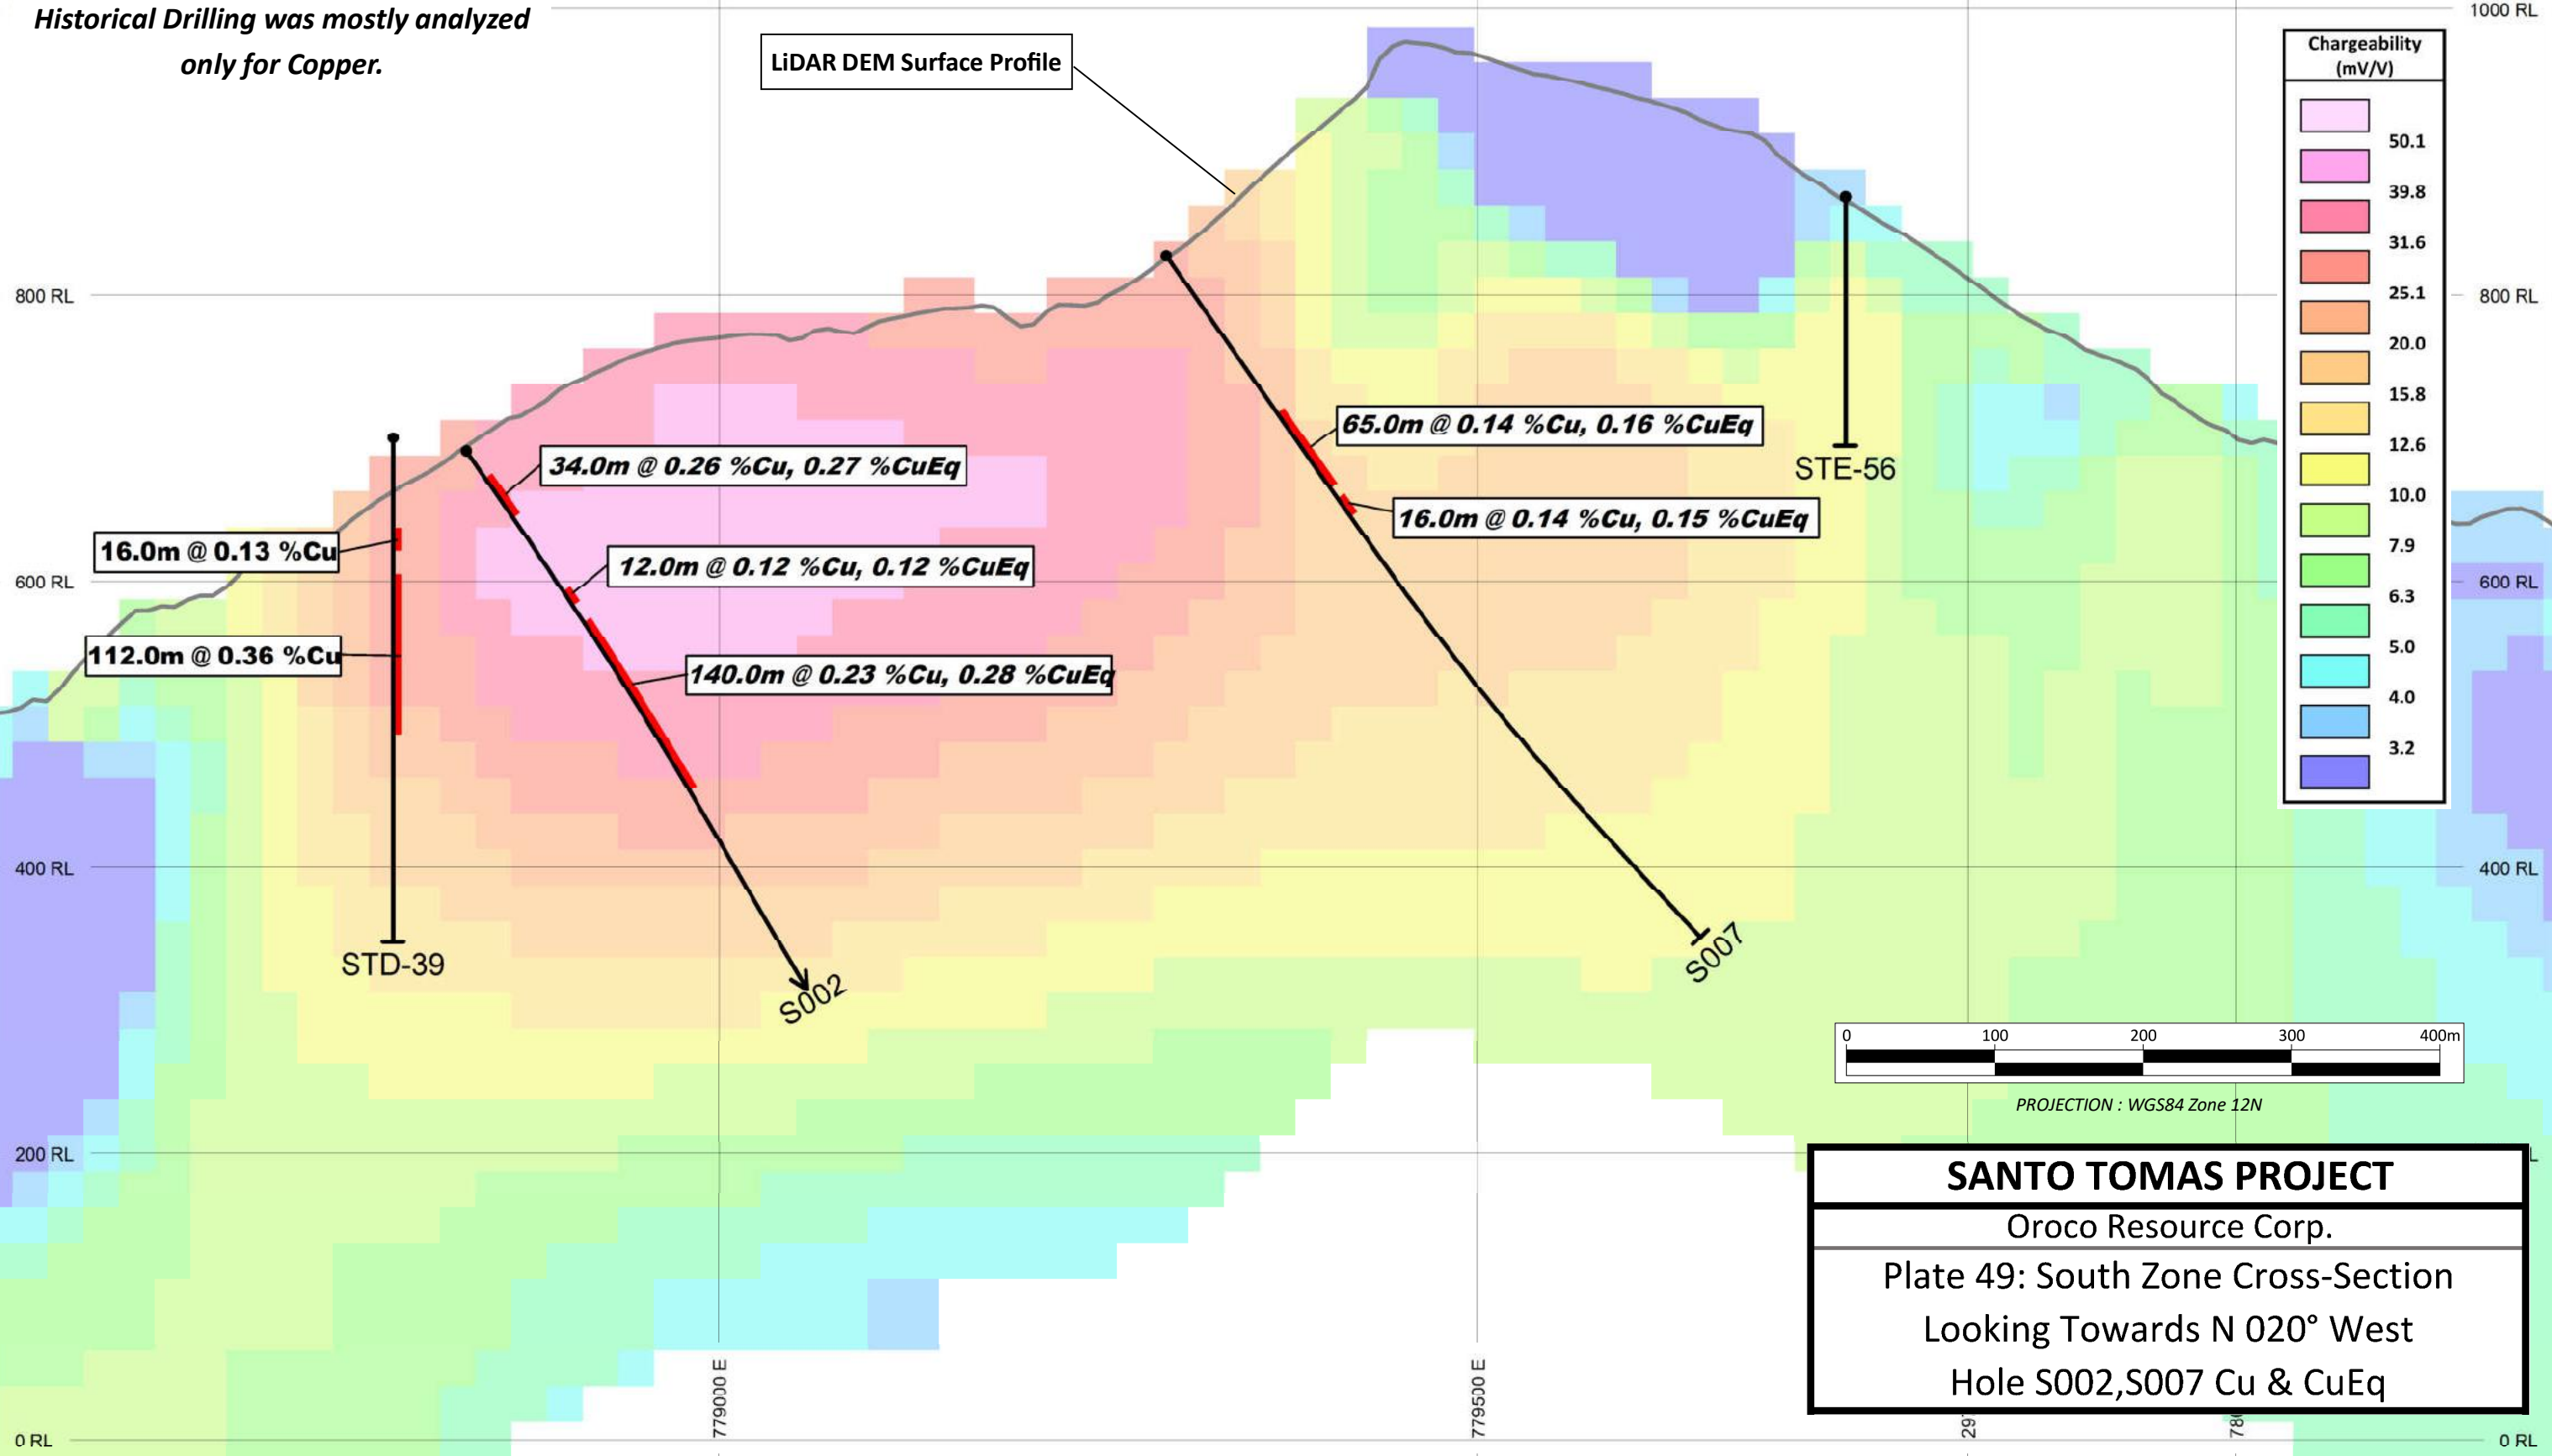 Historical Drilling was mostly analyzed
only for Copper.
LiDAR DEM Surface Profile
1000 RL
Chargeability
(mV/V)
50.1
39.8
31.6
25.1
20.0
15.8
12.6
10.0
7.9
6.3
5.0
4.0
3.2
800 RL
800 RL
65.0m @ 0.14 %Cu, 0.16 %CuEq
34.0m @ 0.26 %Cu, 0.27 %CuEq
STE-56
16.0m @ 0.14 %Cu, 0.15 %CuEq
16.0m @ 0.13 %Cu
12.0m @ 0.12 %Cu, 0.12 %CuEq
600 RL
600 RL
112.0m @ 0.36 %Cu
140.0m @ 0.23 %Cu, 0.28 %CuEq
400 RL
400 RL
STD-39
S002
S007
0 100 200 300 400m
PROJECTION : WGS84 Zone 12N
200 RL
SANTO TOMAS PROJECT
Oroco Resource Corp.
Plate 49: South Zone Cross-Section
Looking Towards N 020° West
Hole S002,S007 Cu & CuEq
779000 E
779500 E
0 RL
0 RL